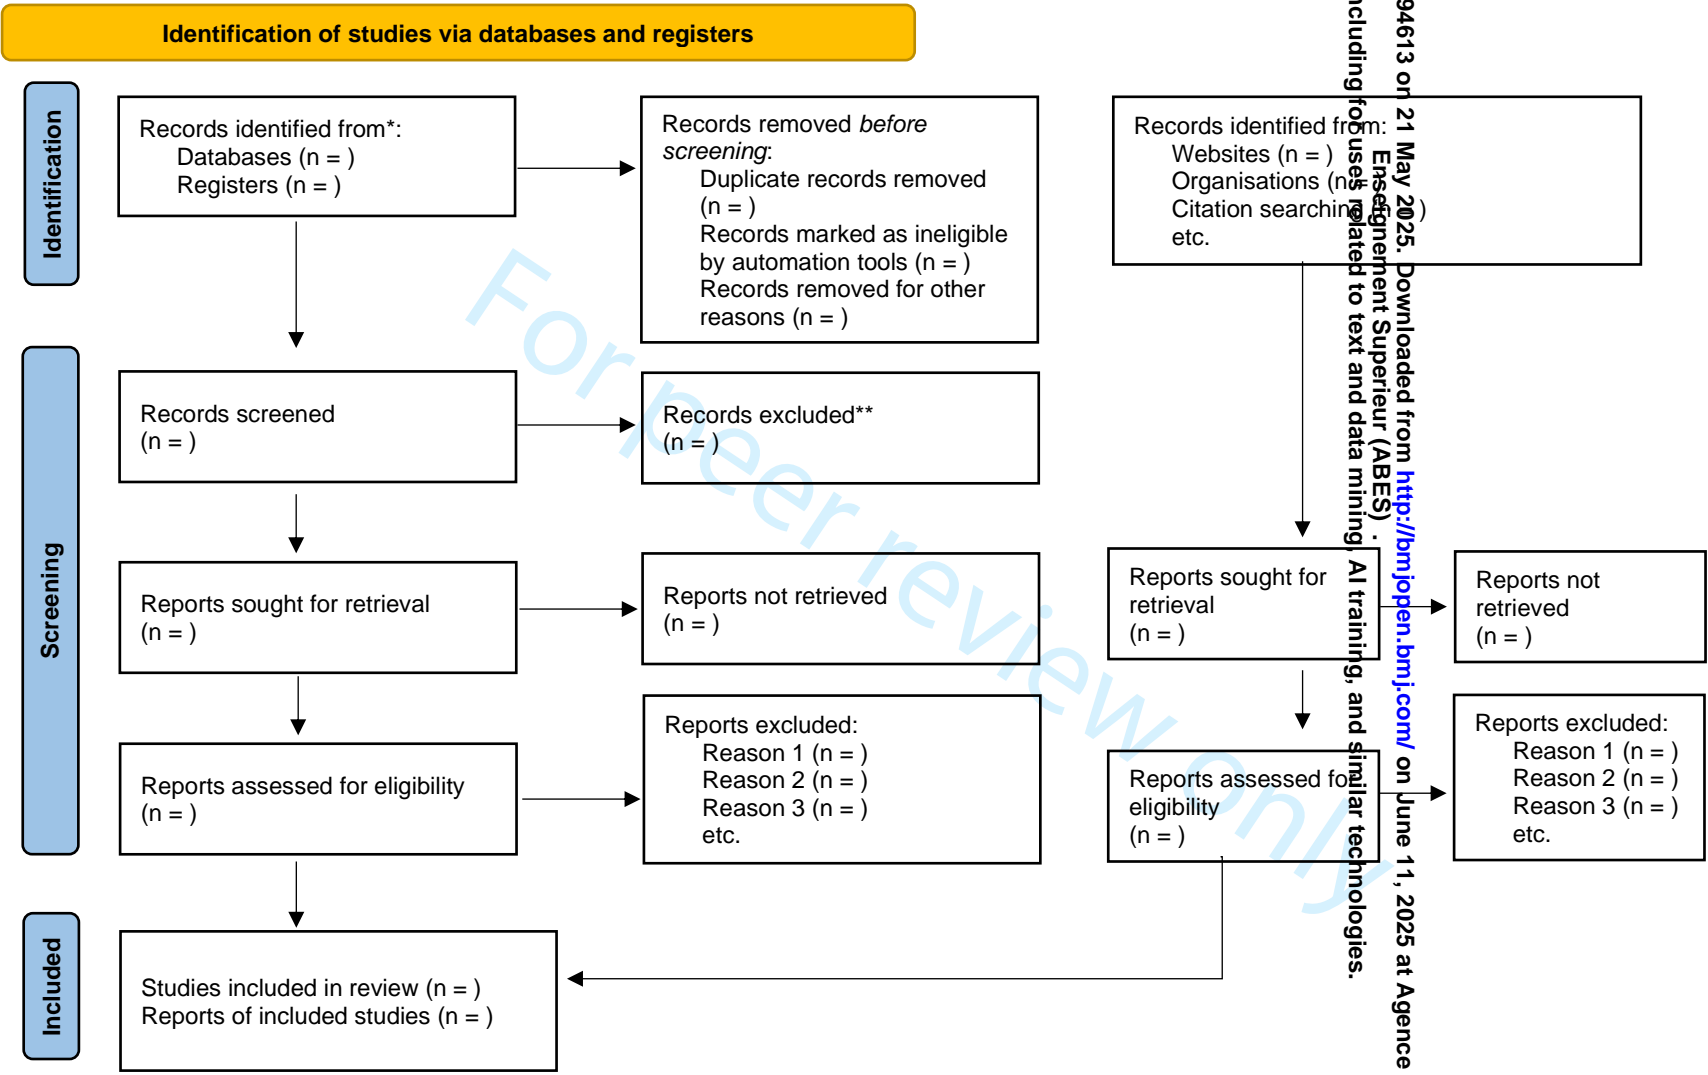 Identification of studies via databases and registers
Identification
Records identified from*:
Databases (n = )
Registers (n = )
Records removed before
screening:
Duplicate records removed
(n = )
Records marked as ineligible
by automation tools (n = )
Records removed for other
reasons (n = )
Records identified from:
Websites (n = )
Organisations (n = )
Citation searching (n = )
etc.
Screening
Records screened
(n = )
Records excluded**
(n = )
Reports sought for retrieval
(n = )
Reports not retrieved
(n = )
Reports sought for
retrieval
(n = )
Reports not
retrieved
(n = )
Reports assessed for eligibility
(n = )
Reports excluded:
Reason 1 (n = )
Reason 2 (n = )
Reason 3 (n = )
etc.
Reports assessed for
eligibility
(n = )
Reports excluded:
Reason 1 (n = )
Reason 2 (n = )
Reason 3 (n = )
etc.
Included
Studies included in review (n = )
Reports of included studies (n = )
For peer review only
94613 on 21 May 2025. Downloaded from http://bmjopen.bmj.com/ on June 11, 2025 at Agence
Enseignement Superieur (ABES) .
ncluding for uses related to text and data mining, AI training, and similar technologies.